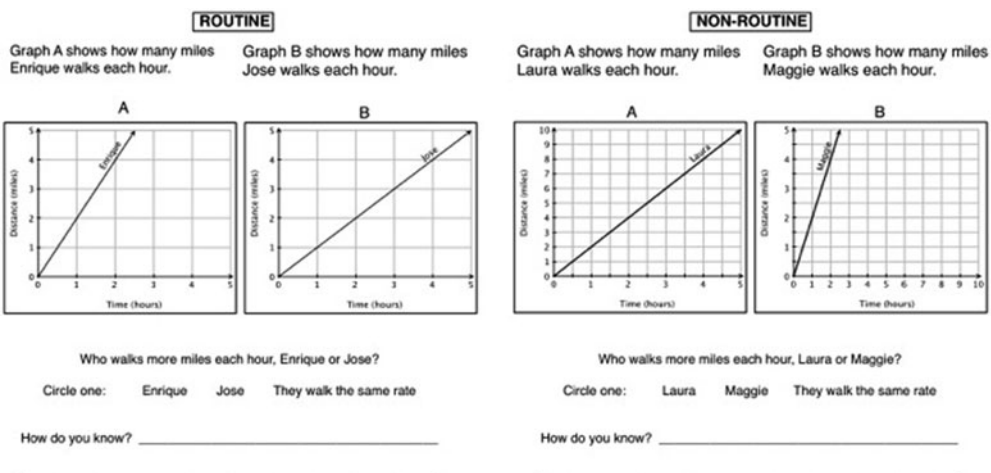 ROUTINE
Graph A shows how many miles
Enrique walks each hour.
Graph B shows how many miles
Jose walks each hour.
A
5
4
3
2
1
0
Distance (miles)
Enrique
0 1 2 3 4 5
Time (hours)
B
5
4
3
2
1
0
Distance (miles)
Jose
0 1 2 3 4 5
Time (hours)
Who walks more miles each hour, Enrique or Jose?
Circle one: Enrique Jose They walk the same rate
How do you know?
NON-ROUTINE
Graph A shows how many miles
Laura walks each hour.
Graph B shows how many miles
Maggie walks each hour.
A
10
9
8
7
6
5
4
3
2
1
0
Distance (miles)
Laura
0 1 2 3 4 5
Time (hours)
B
5
4
3
2
1
0
Distance (miles)
Maggie
0 1 2 3 4 5 6 7 8 9 10
Time (hours)
Who walks more miles each hour, Laura or Maggie?
Circle one: Laura Maggie They walk the same rate
How do you know?